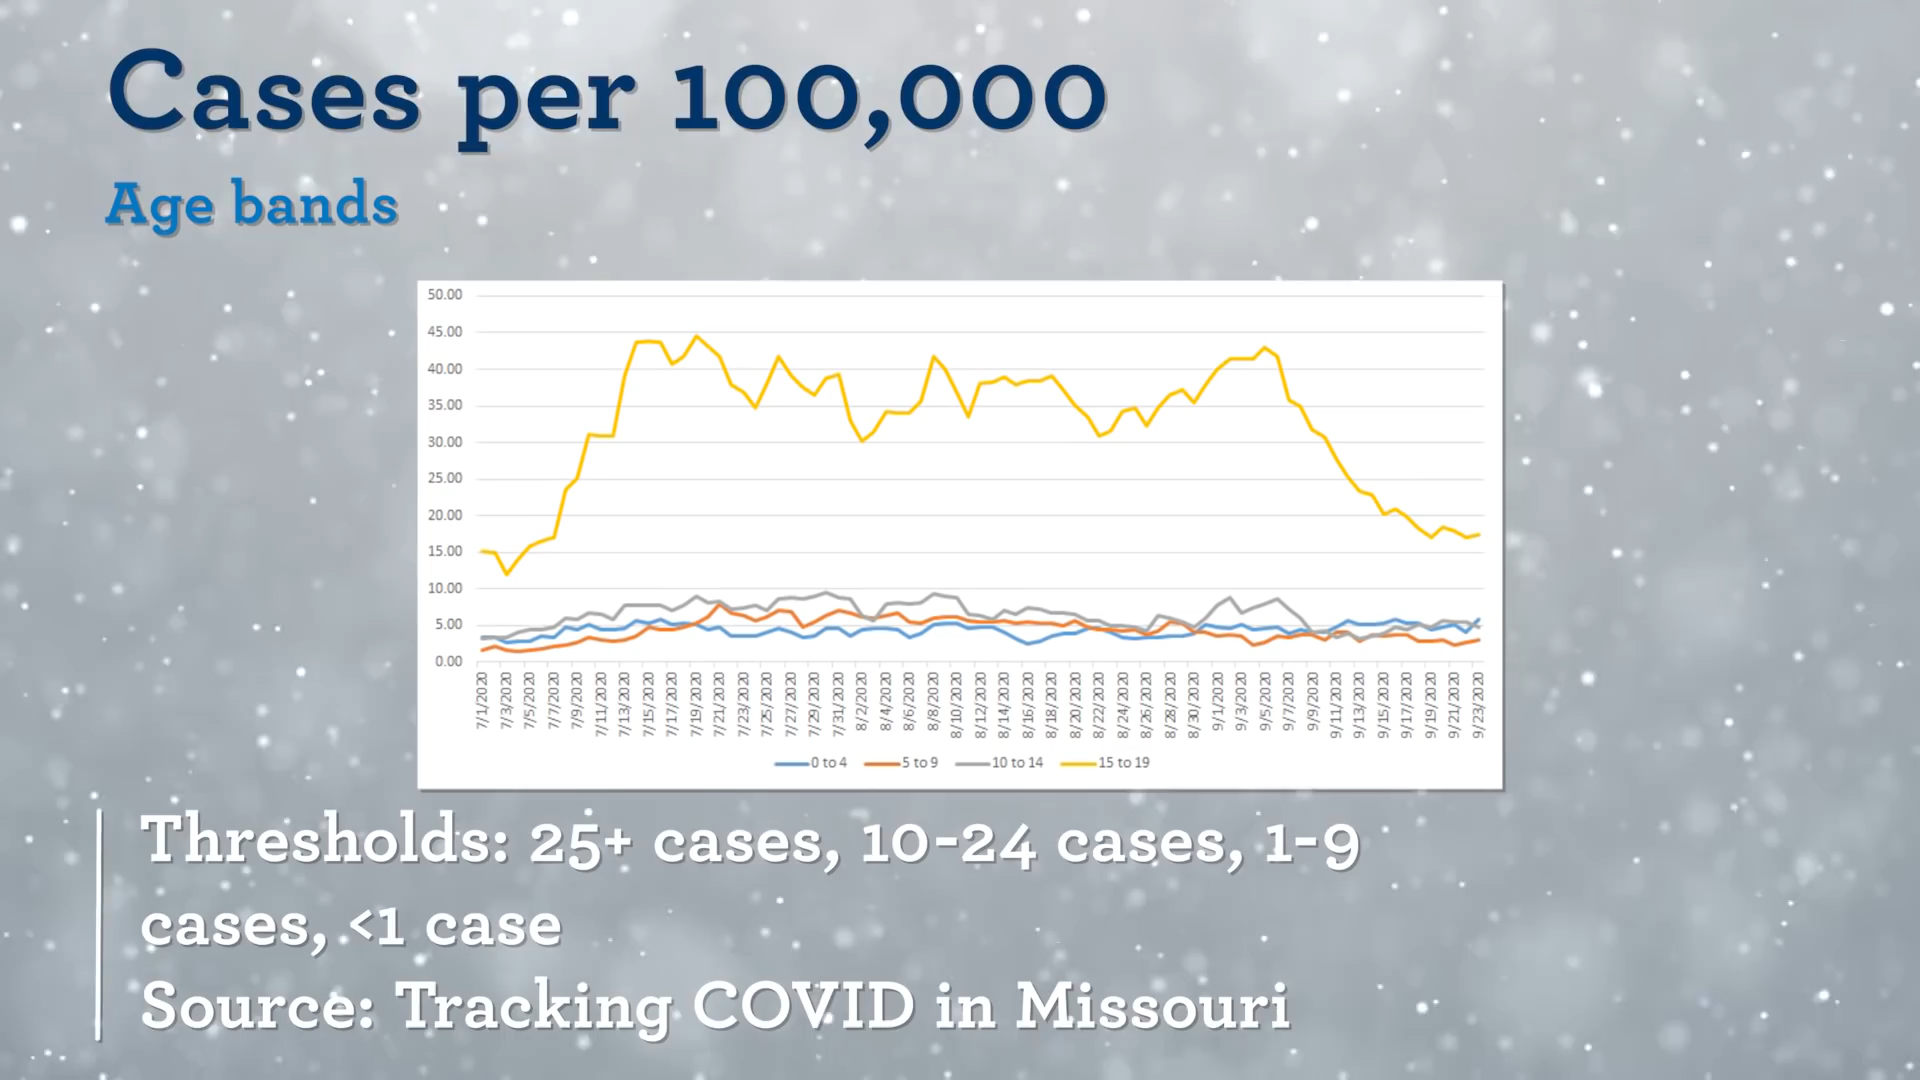 Cases per 100,000
Age bands
50.00
45.00
40.00
35.00
30.00
25.00
20.00
15.00
10.00
5.00
0.00
7/1/2020 7/3/2020 7/5/2020 7/7/2020 7/9/2020 7/11/2020 7/13/2020 7/15/2020 7/17/2020 7/19/2020 7/21/2020 7/23/2020 7/25/2020 7/27/2020 7/29/2020 7/31/2020 8/2/2020 8/4/2020 8/6/2020 8/8/2020 8/10/2020 8/12/2020 8/14/2020 8/16/2020 8/18/2020 8/20/2020 8/22/2020 8/24/2020 8/26/2020 8/28/2020 8/30/2020 9/1/2020 9/3/2020 9/5/2020 9/7/2020 9/9/2020 9/11/2020 9/13/2020 9/15/2020 9/17/2020 9/19/2020 9/21/2020 9/23/2020
0 to 4 5 to 9 10 to 14 15 to 19
Thresholds: 25+ cases, 10-24 cases, 1-9
cases, <1 case
Source: Tracking COVID in Missouri